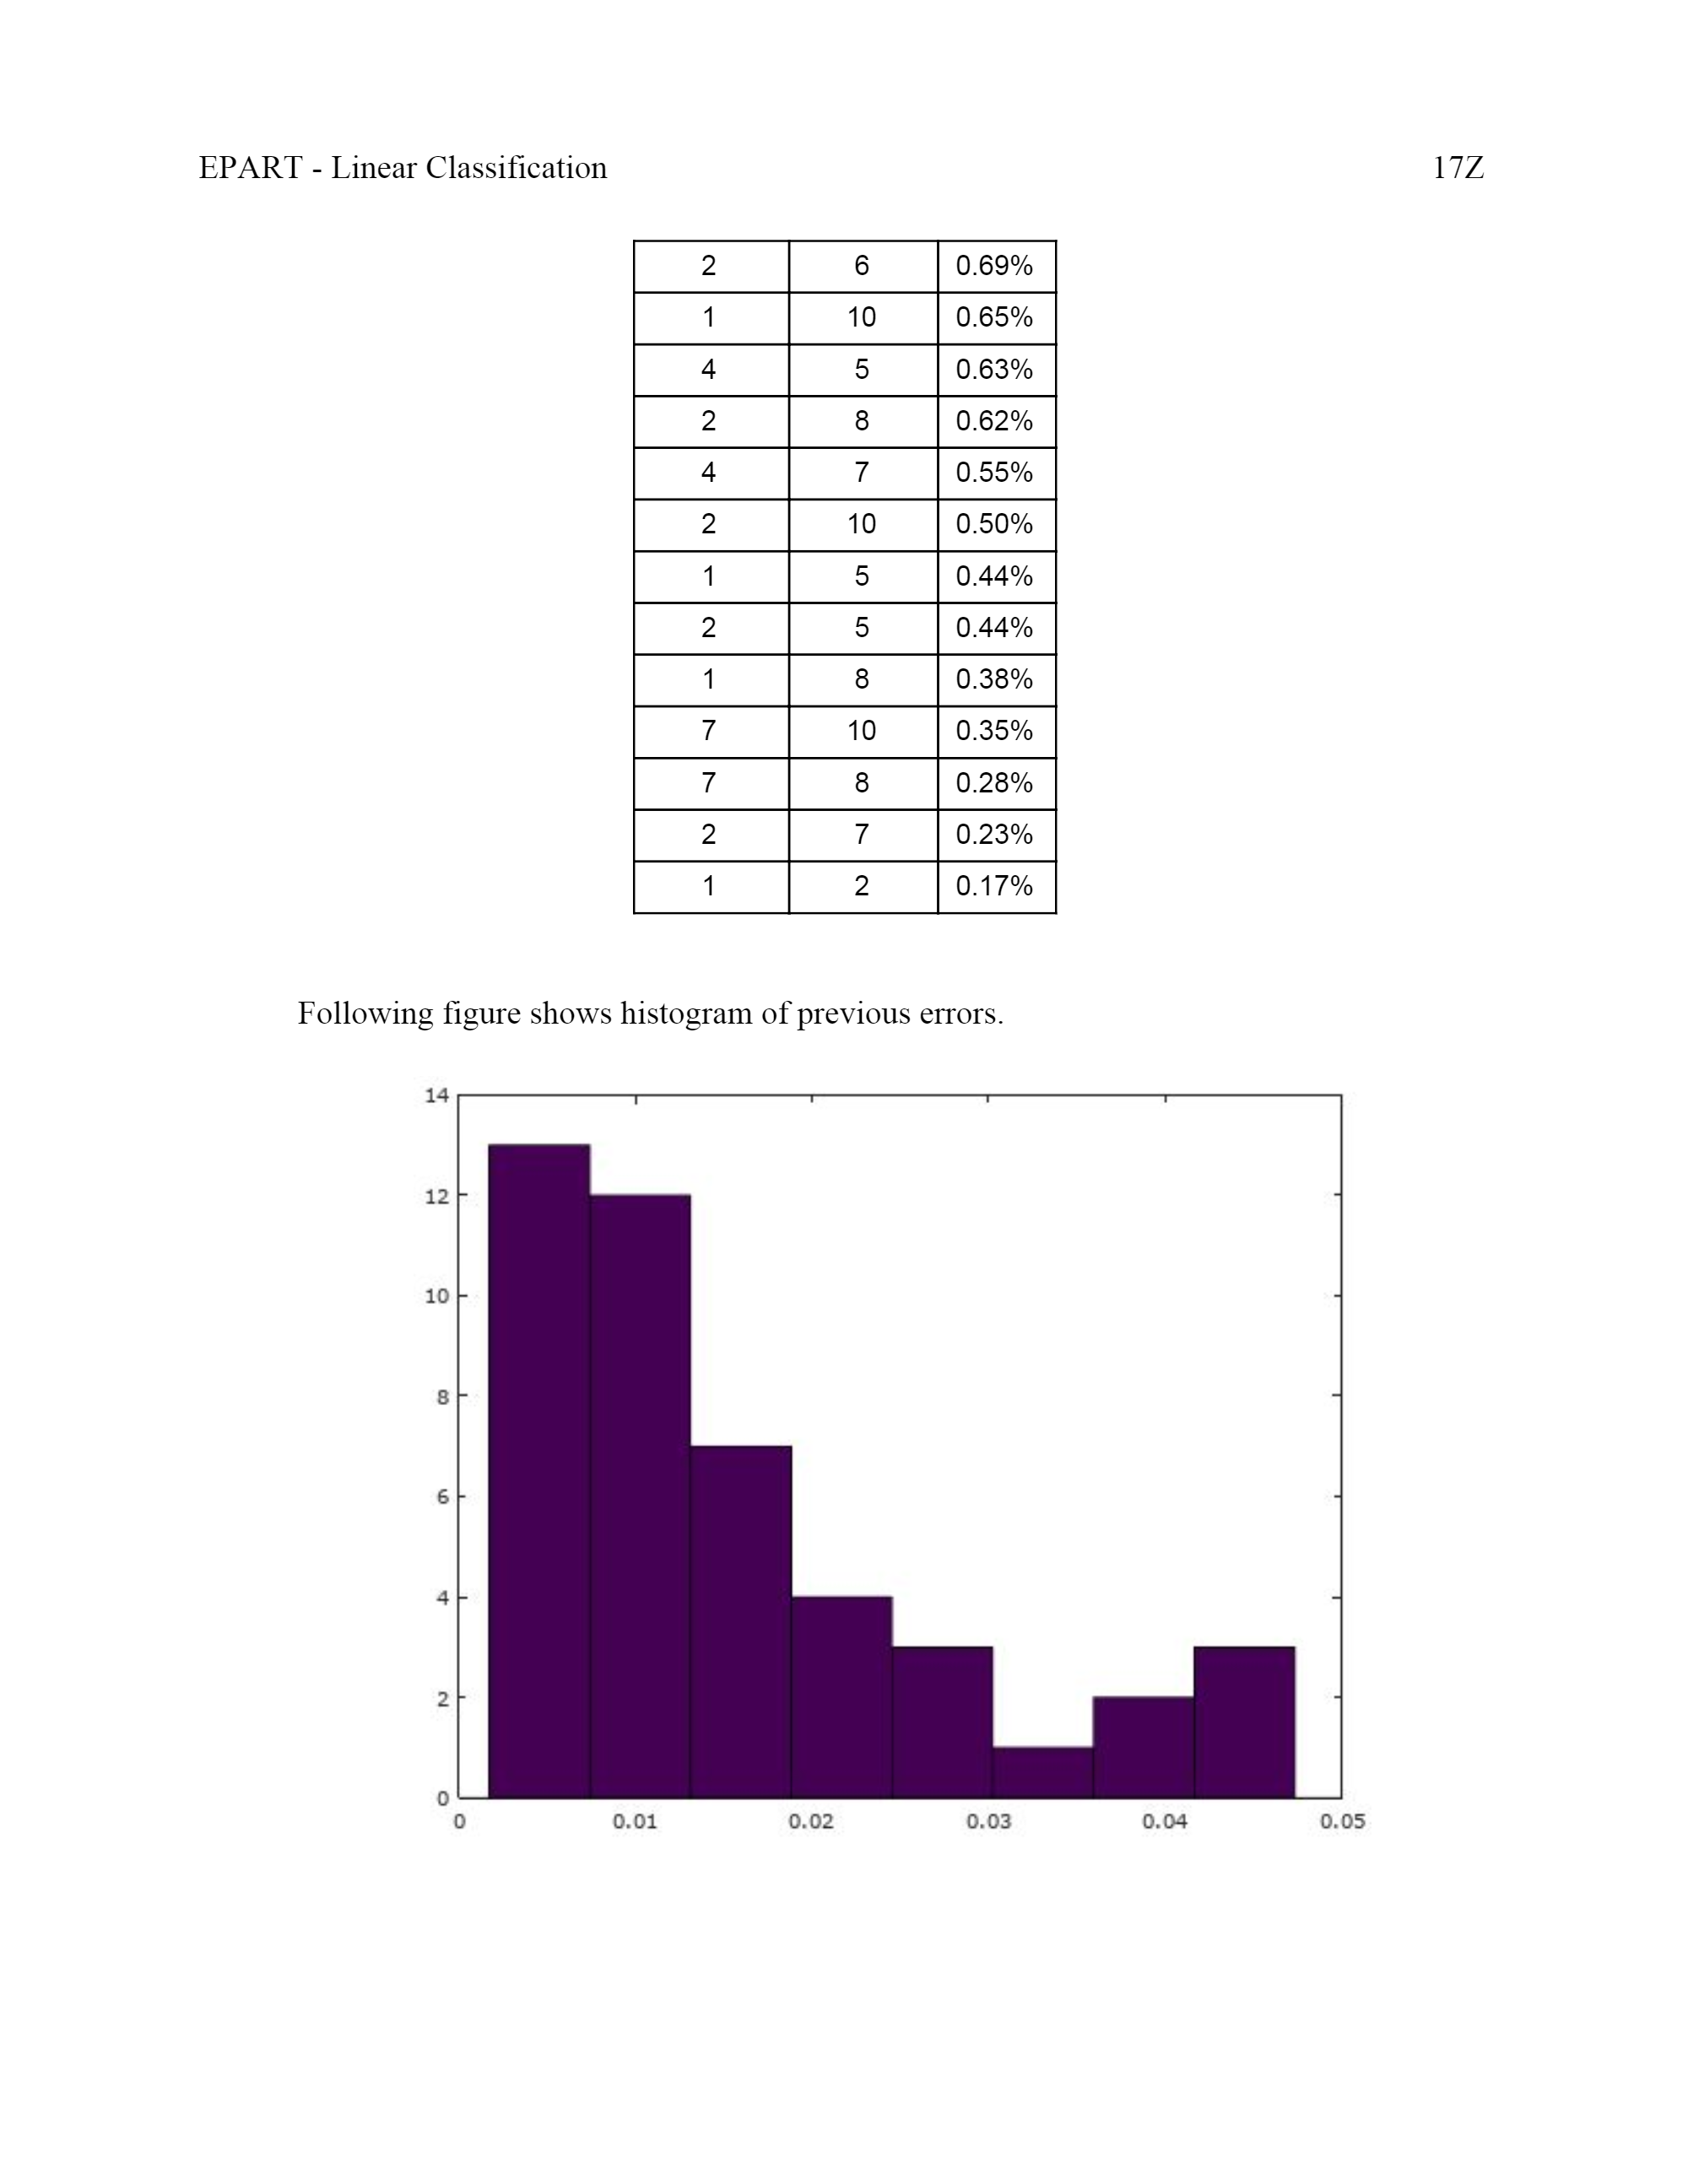 EPART - Linear Classification 17Z
2 6 0.69%
1 10 0.65%
4 5 0.63%
2 8 0.62%
4 7 0.55%
2 10 0.50%
1 5 0.44%
2 5 0.44%
1 8 0.38%
7 10 0.35%
7 8 0.28%
2 7 0.23%
1 2 0.17%
Following figure shows histogram of previous errors.
14
12
10
8
6
4
2
0
0 0.01 0.02 0.03 0.04 0.05